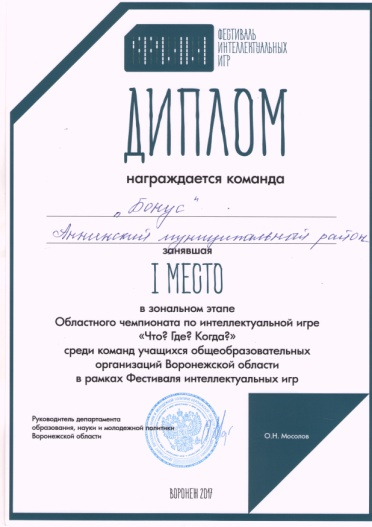 ФЕСТИВАЛЬ
ИНТЕЛЛЕКТУАЛЬНЫХ
ИГР
ДИПЛОМ
награждается команда
„Бонус“
Аннинский муниципальный район
занявшая
I МЕСТО
в зональном этапе
Областного чемпионата по интеллектуальной игре
«Что? Где? Когда?»
среди команд учащихся общеобразовательных
организаций Воронежской области
в рамках Фестиваля интеллектуальных игр
Руководитель департамента
образования, науки и молодежной политики
Воронежской области
О.Н. Мосолов
ВОРОНЕЖ 2017